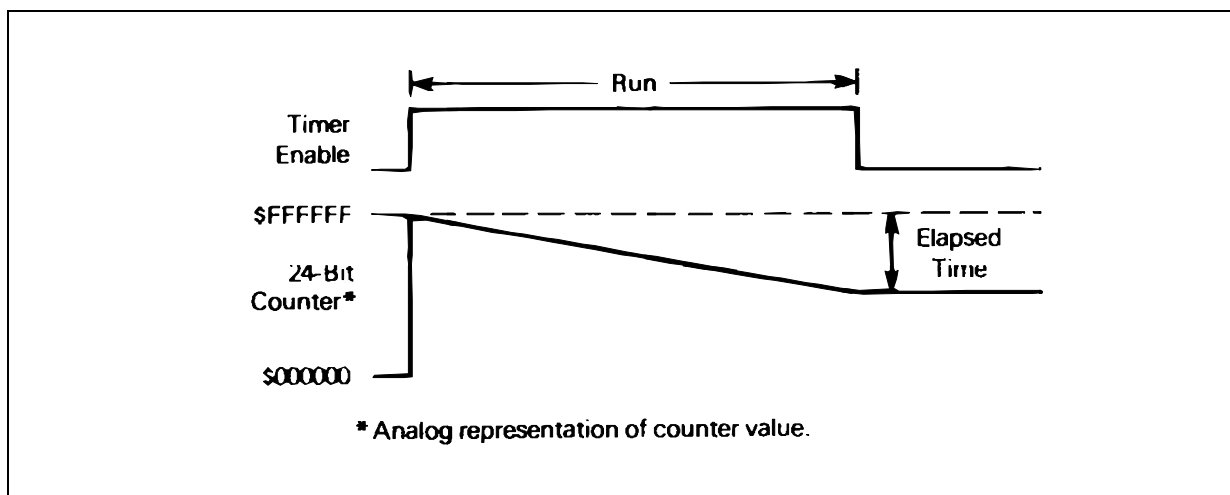 Run
Timer
Enable
$FFFFFF
Elapsed
Time
24-Bit
Counter*
$000000
* Analog representation of counter value.